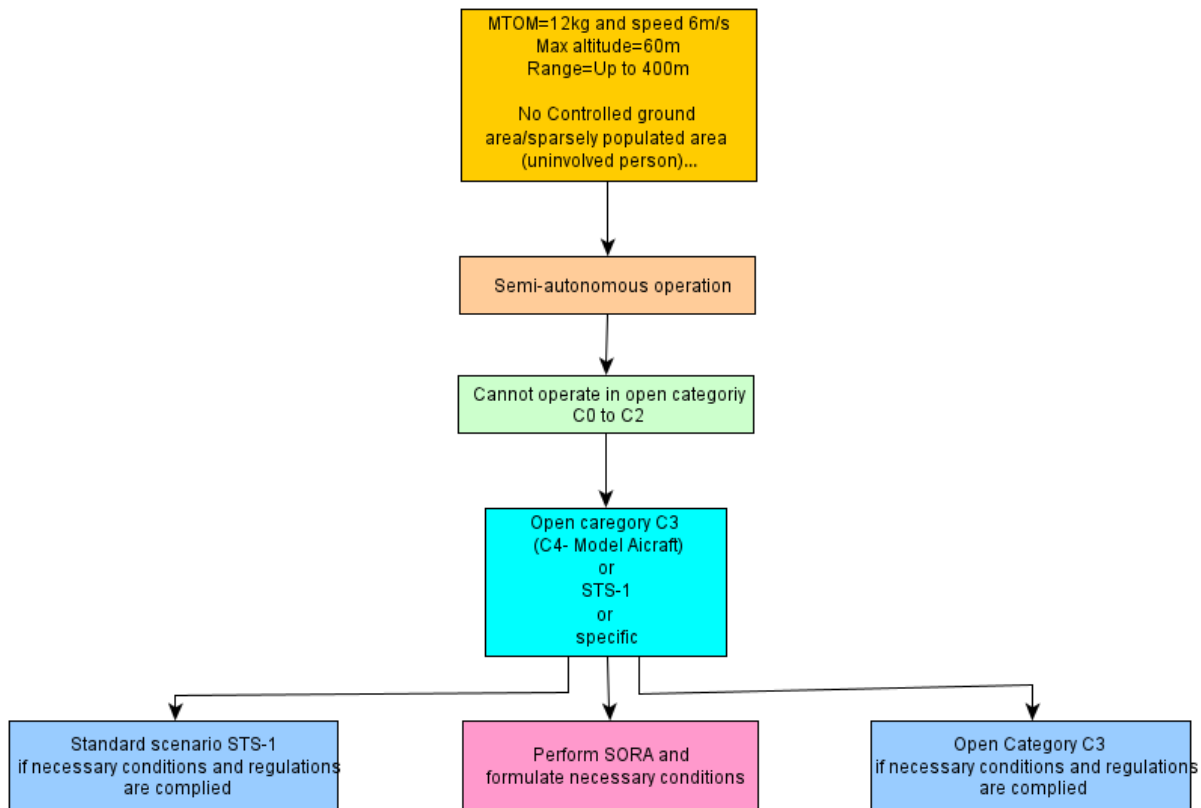 MTOM=12kg and speed 6m/s
Max altitude=60m
Range=Up to 400m
No Controlled ground
area/sparsely populated area
(uninvolved person)...
Semi-autonomous operation
Cannot operate in open categoriy
C0 to C2
Open caregory C3
(C4- Model Aicraft)
or
STS-1
or
specific
Standard scenario STS-1
if necessary conditions and regulations
are complied
Perform SORA and
formulate necessary conditions
Open Category C3
if necessary conditions and regulations
are complied